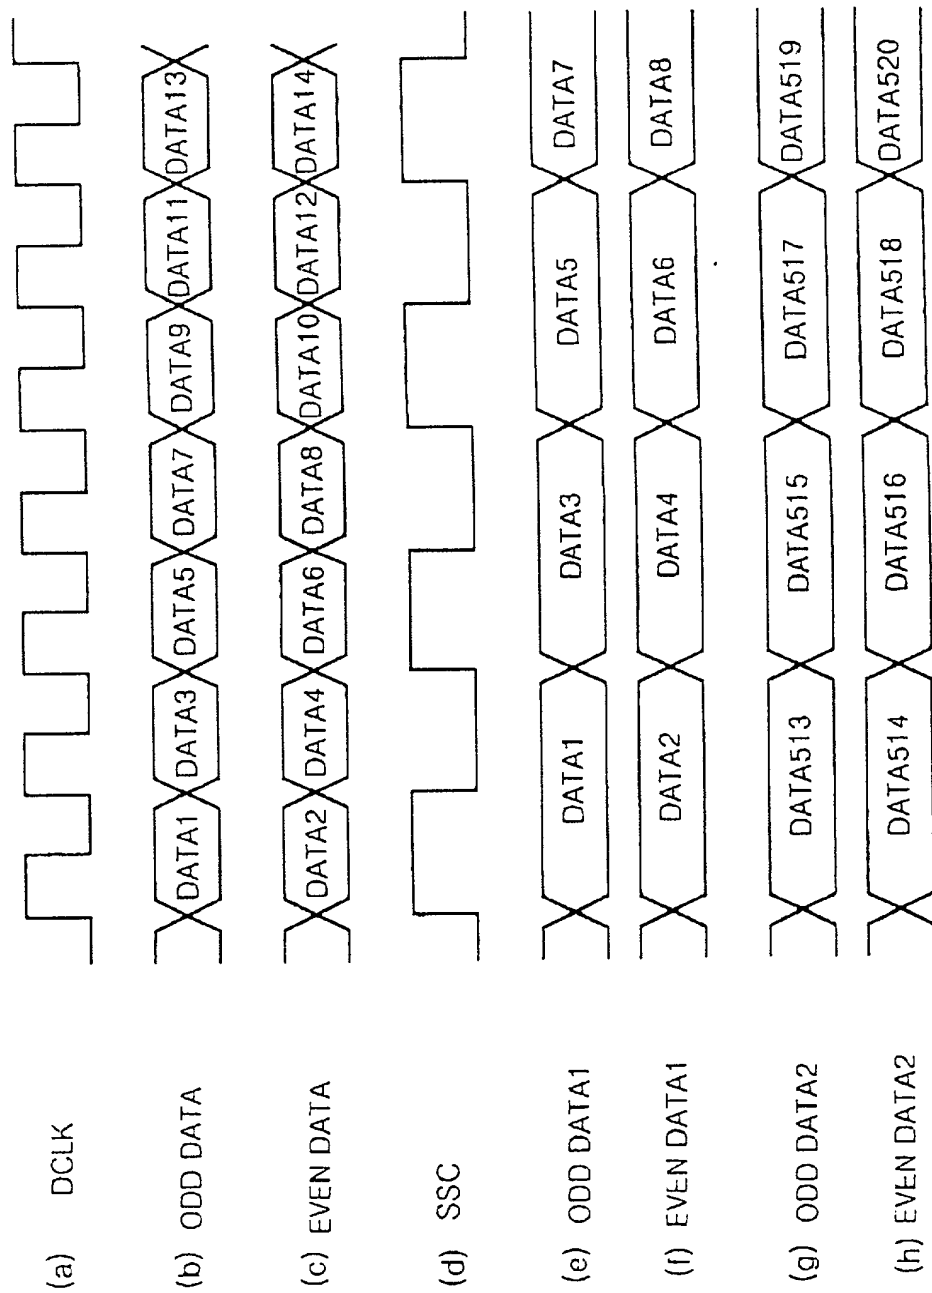 (a) DCLK
(b) ODD DATA DATA1 DATA3 DATA5 DATA7 DATA9 DATA11 DATA13
(c) EVEN DATA DATA2 DATA4 DATA6 DATA8 DATA10 DATA12 DATA14
(d) SSC
(e) ODD DATA1 DATA1 DATA3 DATA5 DATA7
(f) EVEN DATA1 DATA2 DATA4 DATA6 DATA8
(g) ODD DATA2 DATA513 DATA515 DATA517 DATA519
(h) EVEN DATA2 DATA514 DATA516 DATA518 DATA520